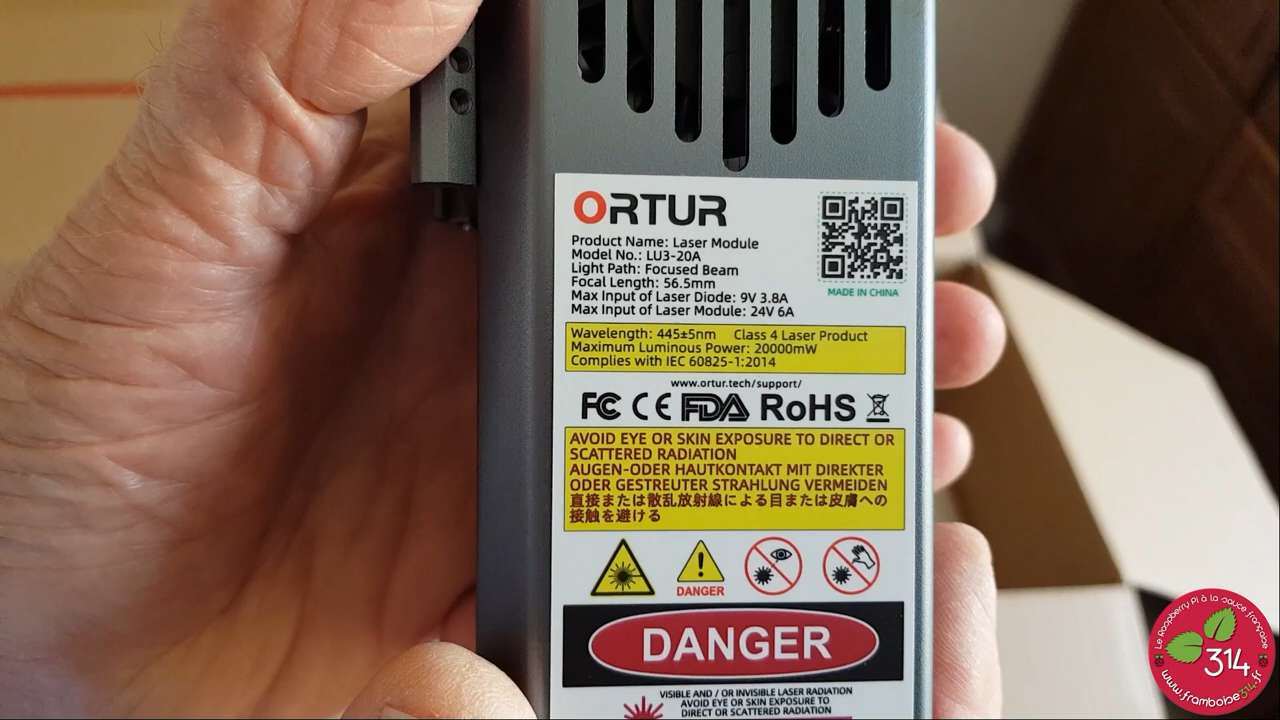 ORTUR
Product Name: Laser Module
Model No.: LU3-20A
Light Path: Focused Beam
Focal Length: 56.5mm
Max Input of Laser Diode: 9V 3.8A
Max Input of Laser Module: 24V 6A
MADE IN CHINA
Wavelength: 445±5nm Class 4 Laser Product
Maximum Luminous Power: 20000mW
Complies with IEC 60825-1:2014
www.ortur.tech/support/
FC CE FDA RoHS
AVOID EYE OR SKIN EXPOSURE TO DIRECT OR
SCATTERED RADIATION
AUGEN-ODER HAUTKONTAKT MIT DIREKTER
ODER GESTREUTER STRAHLUNG VERMEIDEN
直接または散乱放射線による目または皮膚への
接触を避ける
DANGER
DANGER
VISIBLE AND / OR INVISIBLE LASER RADIATION
AVOID EYE OR SKIN EXPOSURE TO
DIRECT OR SCATTERED RADIATION
Le Raspberry Pi à la sauce française
314
www.framboise314.fr